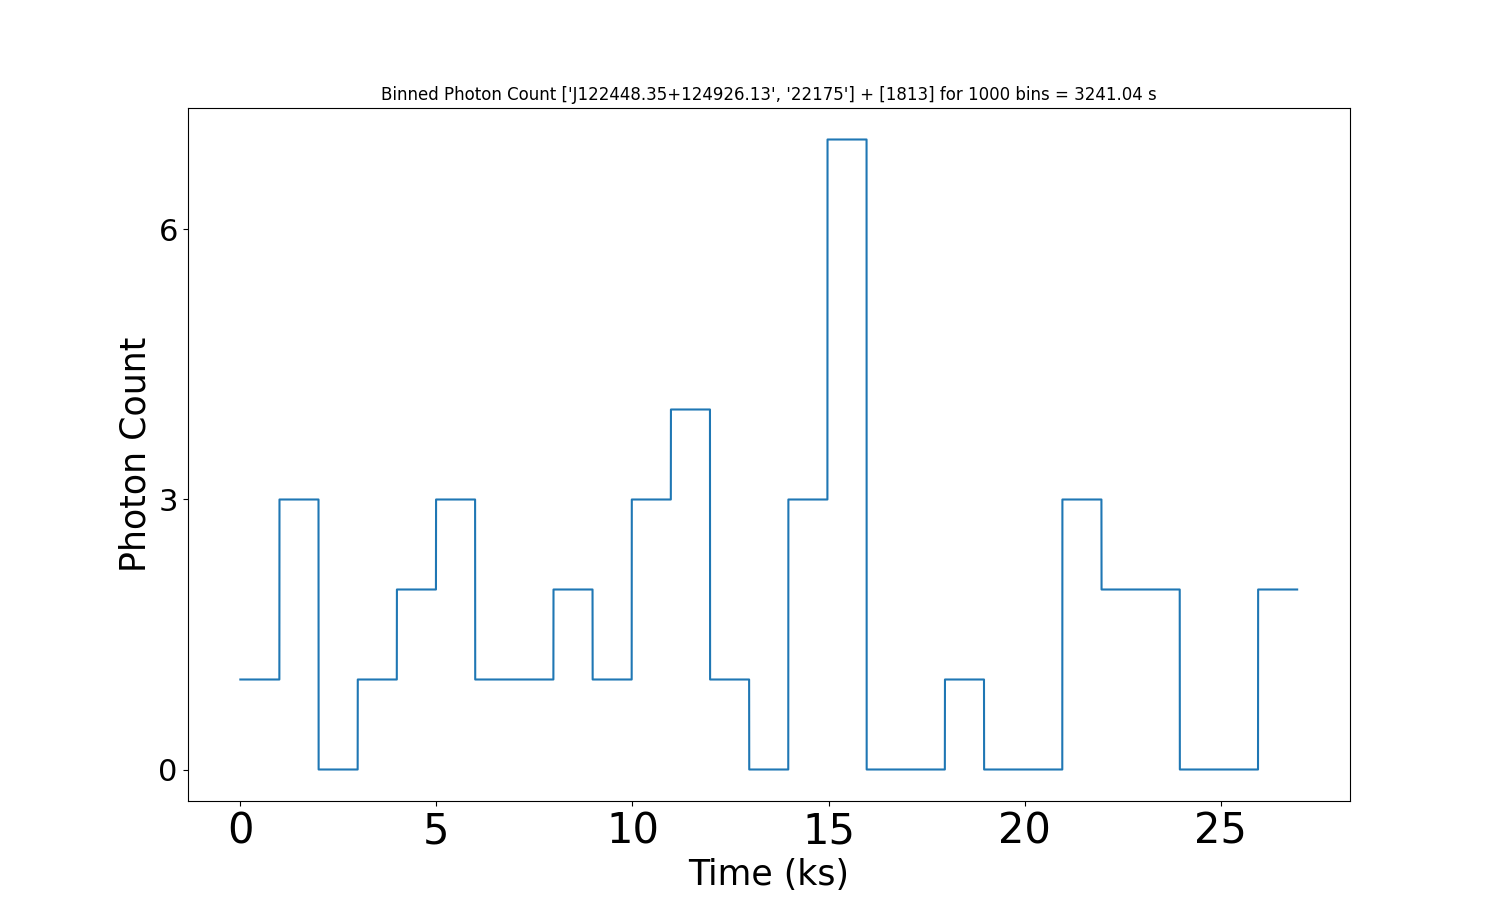 Binned Photon Count ['J122448.35+124926.13', '22175'] + [1813] for 1000 bins = 3241.04 s
6
3
0
Photon Count
0 5 10 15 20 25
Time (ks)